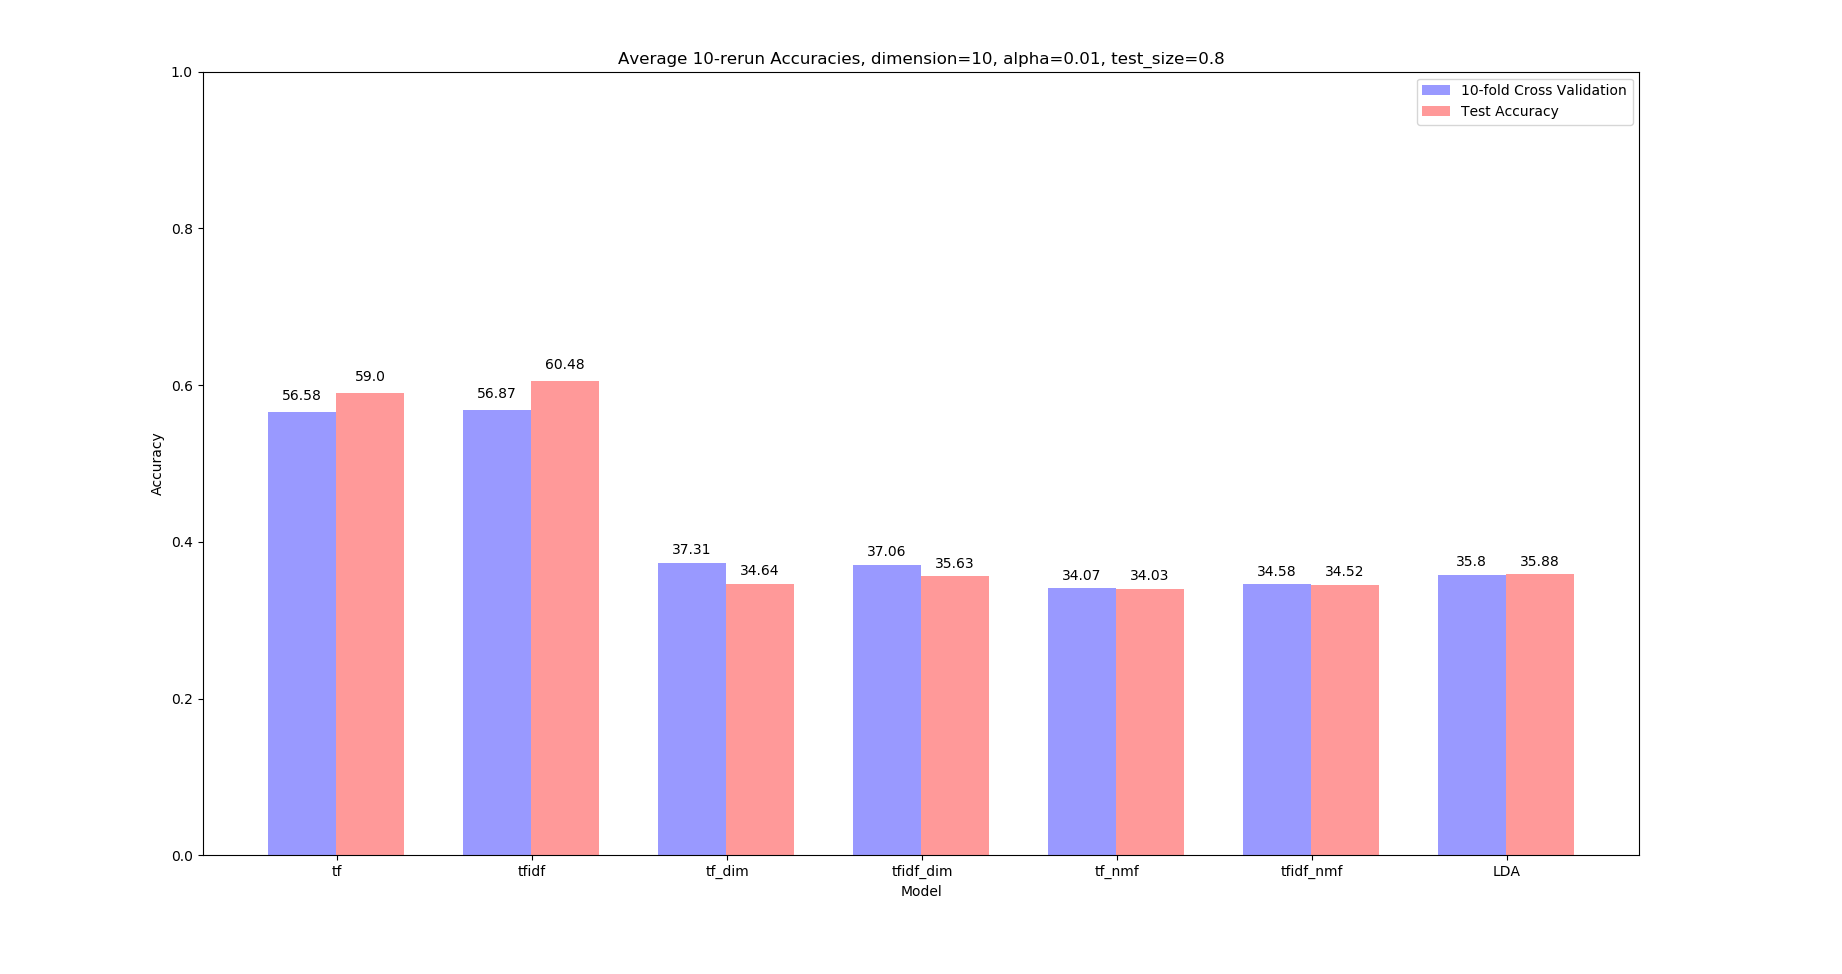 Average 10-rerun Accuracies, dimension=10, alpha=0.01, test_size=0.8
10-fold Cross Validation
Test Accuracy
Accuracy
1.0
0.8
0.6
0.4
0.2
0.0
56.58
59.0
56.87
60.48
37.31
34.64
37.06
35.63
34.07
34.03
34.58
34.52
35.8
35.88
tf
tfidf
tf_dim
tfidf_dim
tf_nmf
tfidf_nmf
LDA
Model